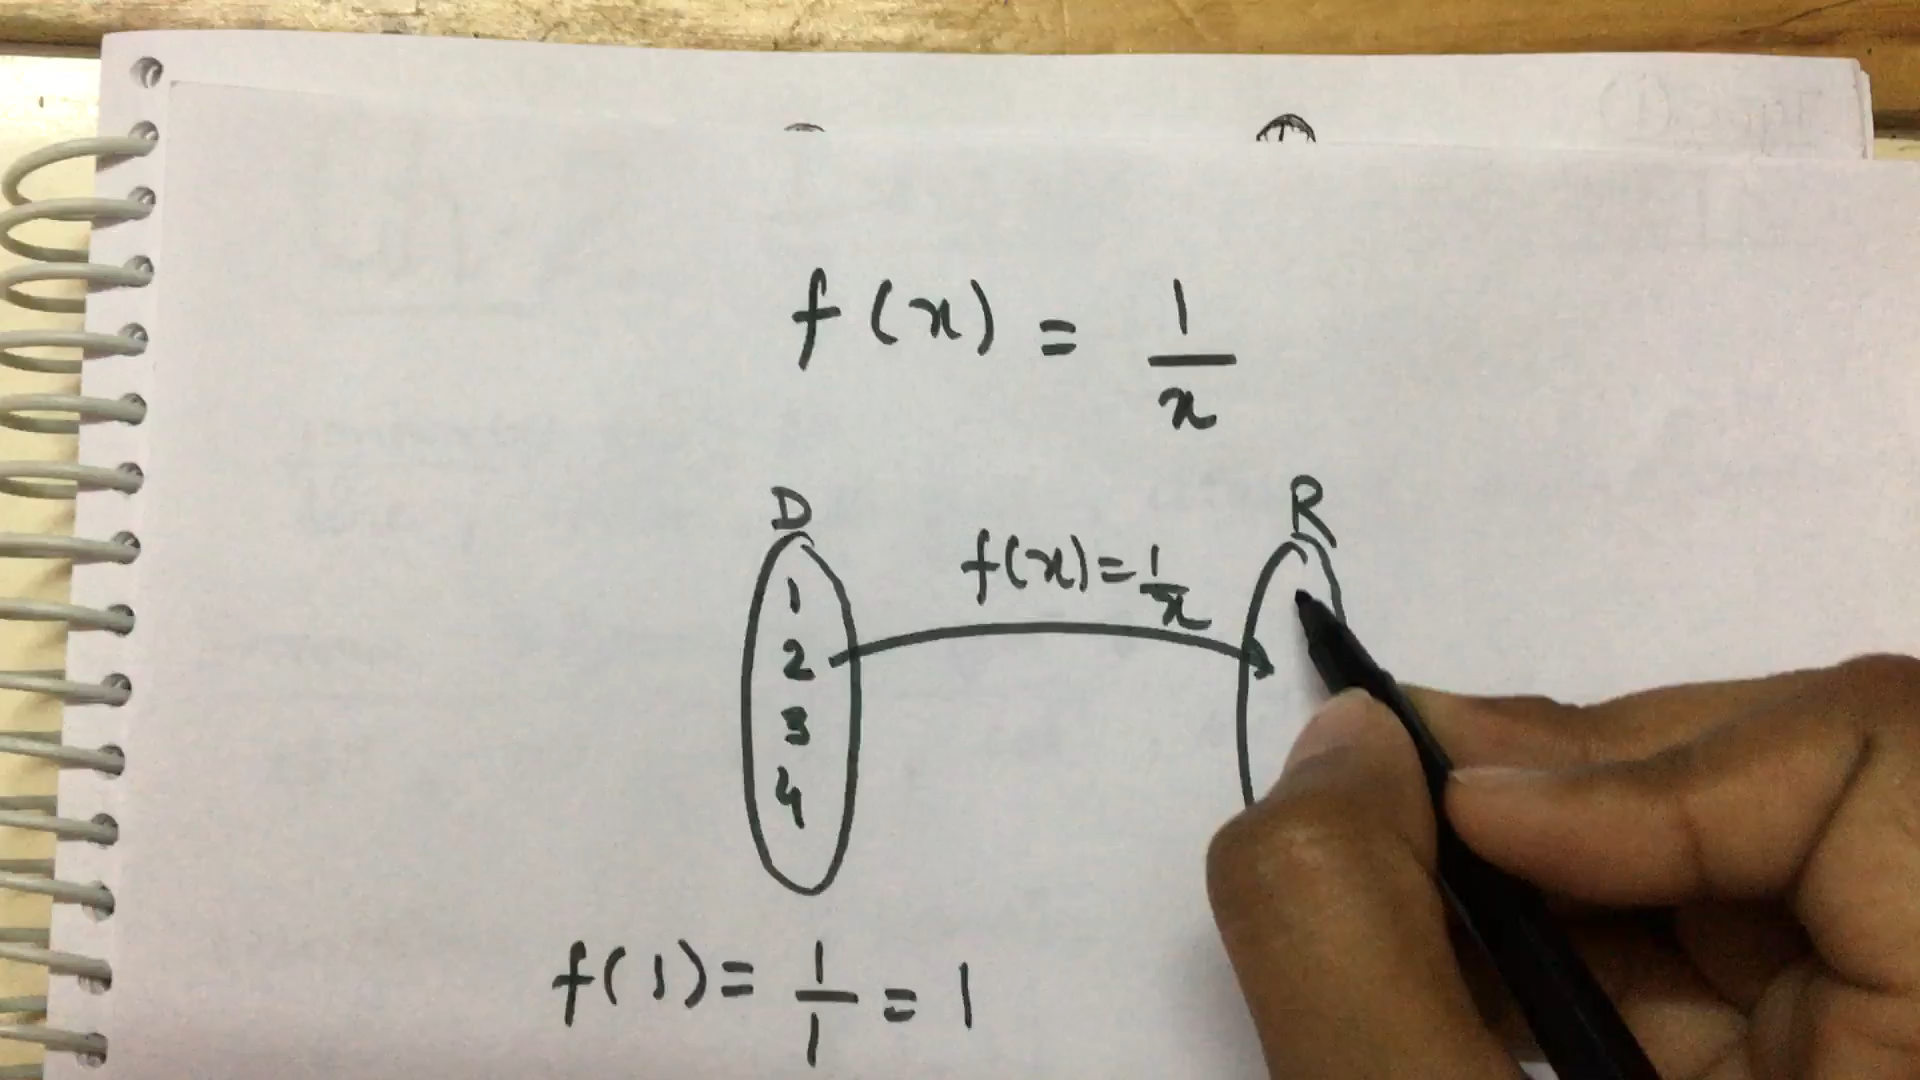 f(x) = 1/x
D R
f(x) = 1/x
1
2
3
4
f(1) = 1/1 = 1